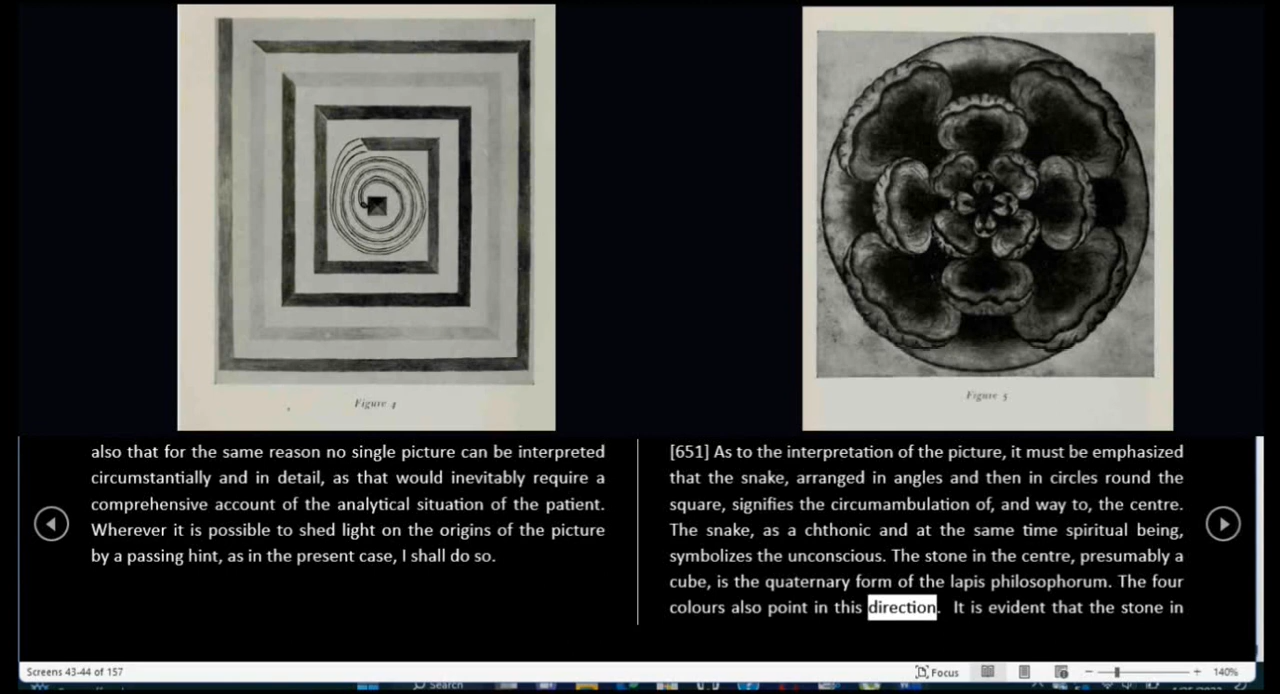 Figure 4
Figure 5
also that for the same reason no single picture can be interpreted
circumstantially and in detail, as that would inevitably require a
comprehensive account of the analytical situation of the patient.
Wherever it is possible to shed light on the origins of the picture
by a passing hint, as in the present case, I shall do so.
[651] As to the interpretation of the picture, it must be emphasized
that the snake, arranged in angles and then in circles round the
square, signifies the circumambulation of, and way to, the centre.
The snake, as a chthonic and at the same time spiritual being,
symbolizes the unconscious. The stone in the centre, presumably a
cube, is the quaternary form of the lapis philosophorum. The four
colours also point in this direction. It is evident that the stone in
Screens 43-44 of 157
Focus
140%
Search